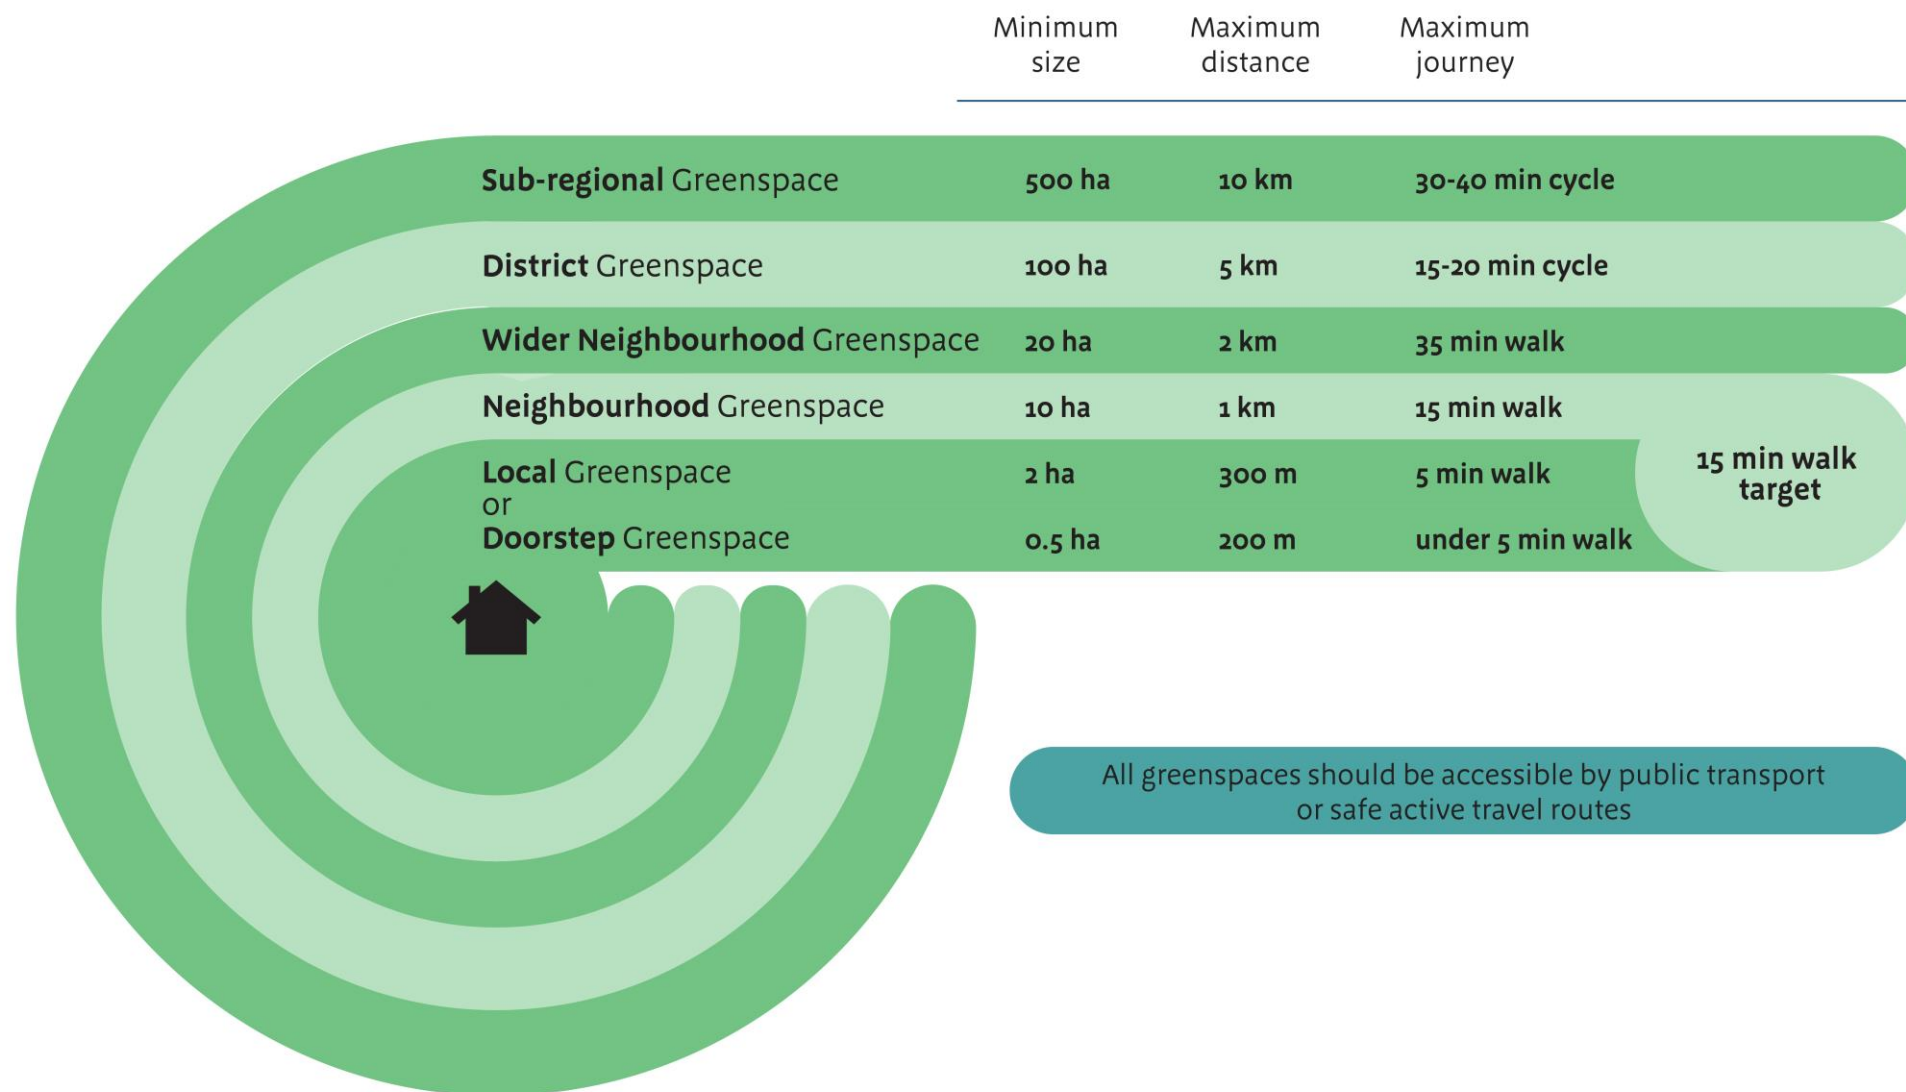 Minimum size
Maximum distance
Maximum journey
Sub-regional Greenspace 500 ha 10 km 30-40 min cycle
District Greenspace 100 ha 5 km 15-20 min cycle
Wider Neighbourhood Greenspace 20 ha 2 km 35 min walk
Neighbourhood Greenspace 10 ha 1 km 15 min walk
Local Greenspace 2 ha 300 m 5 min walk
or
Doorstep Greenspace 0.5 ha 200 m under 5 min walk
15 min walk
target
All greenspaces should be accessible by public transport
or safe active travel routes